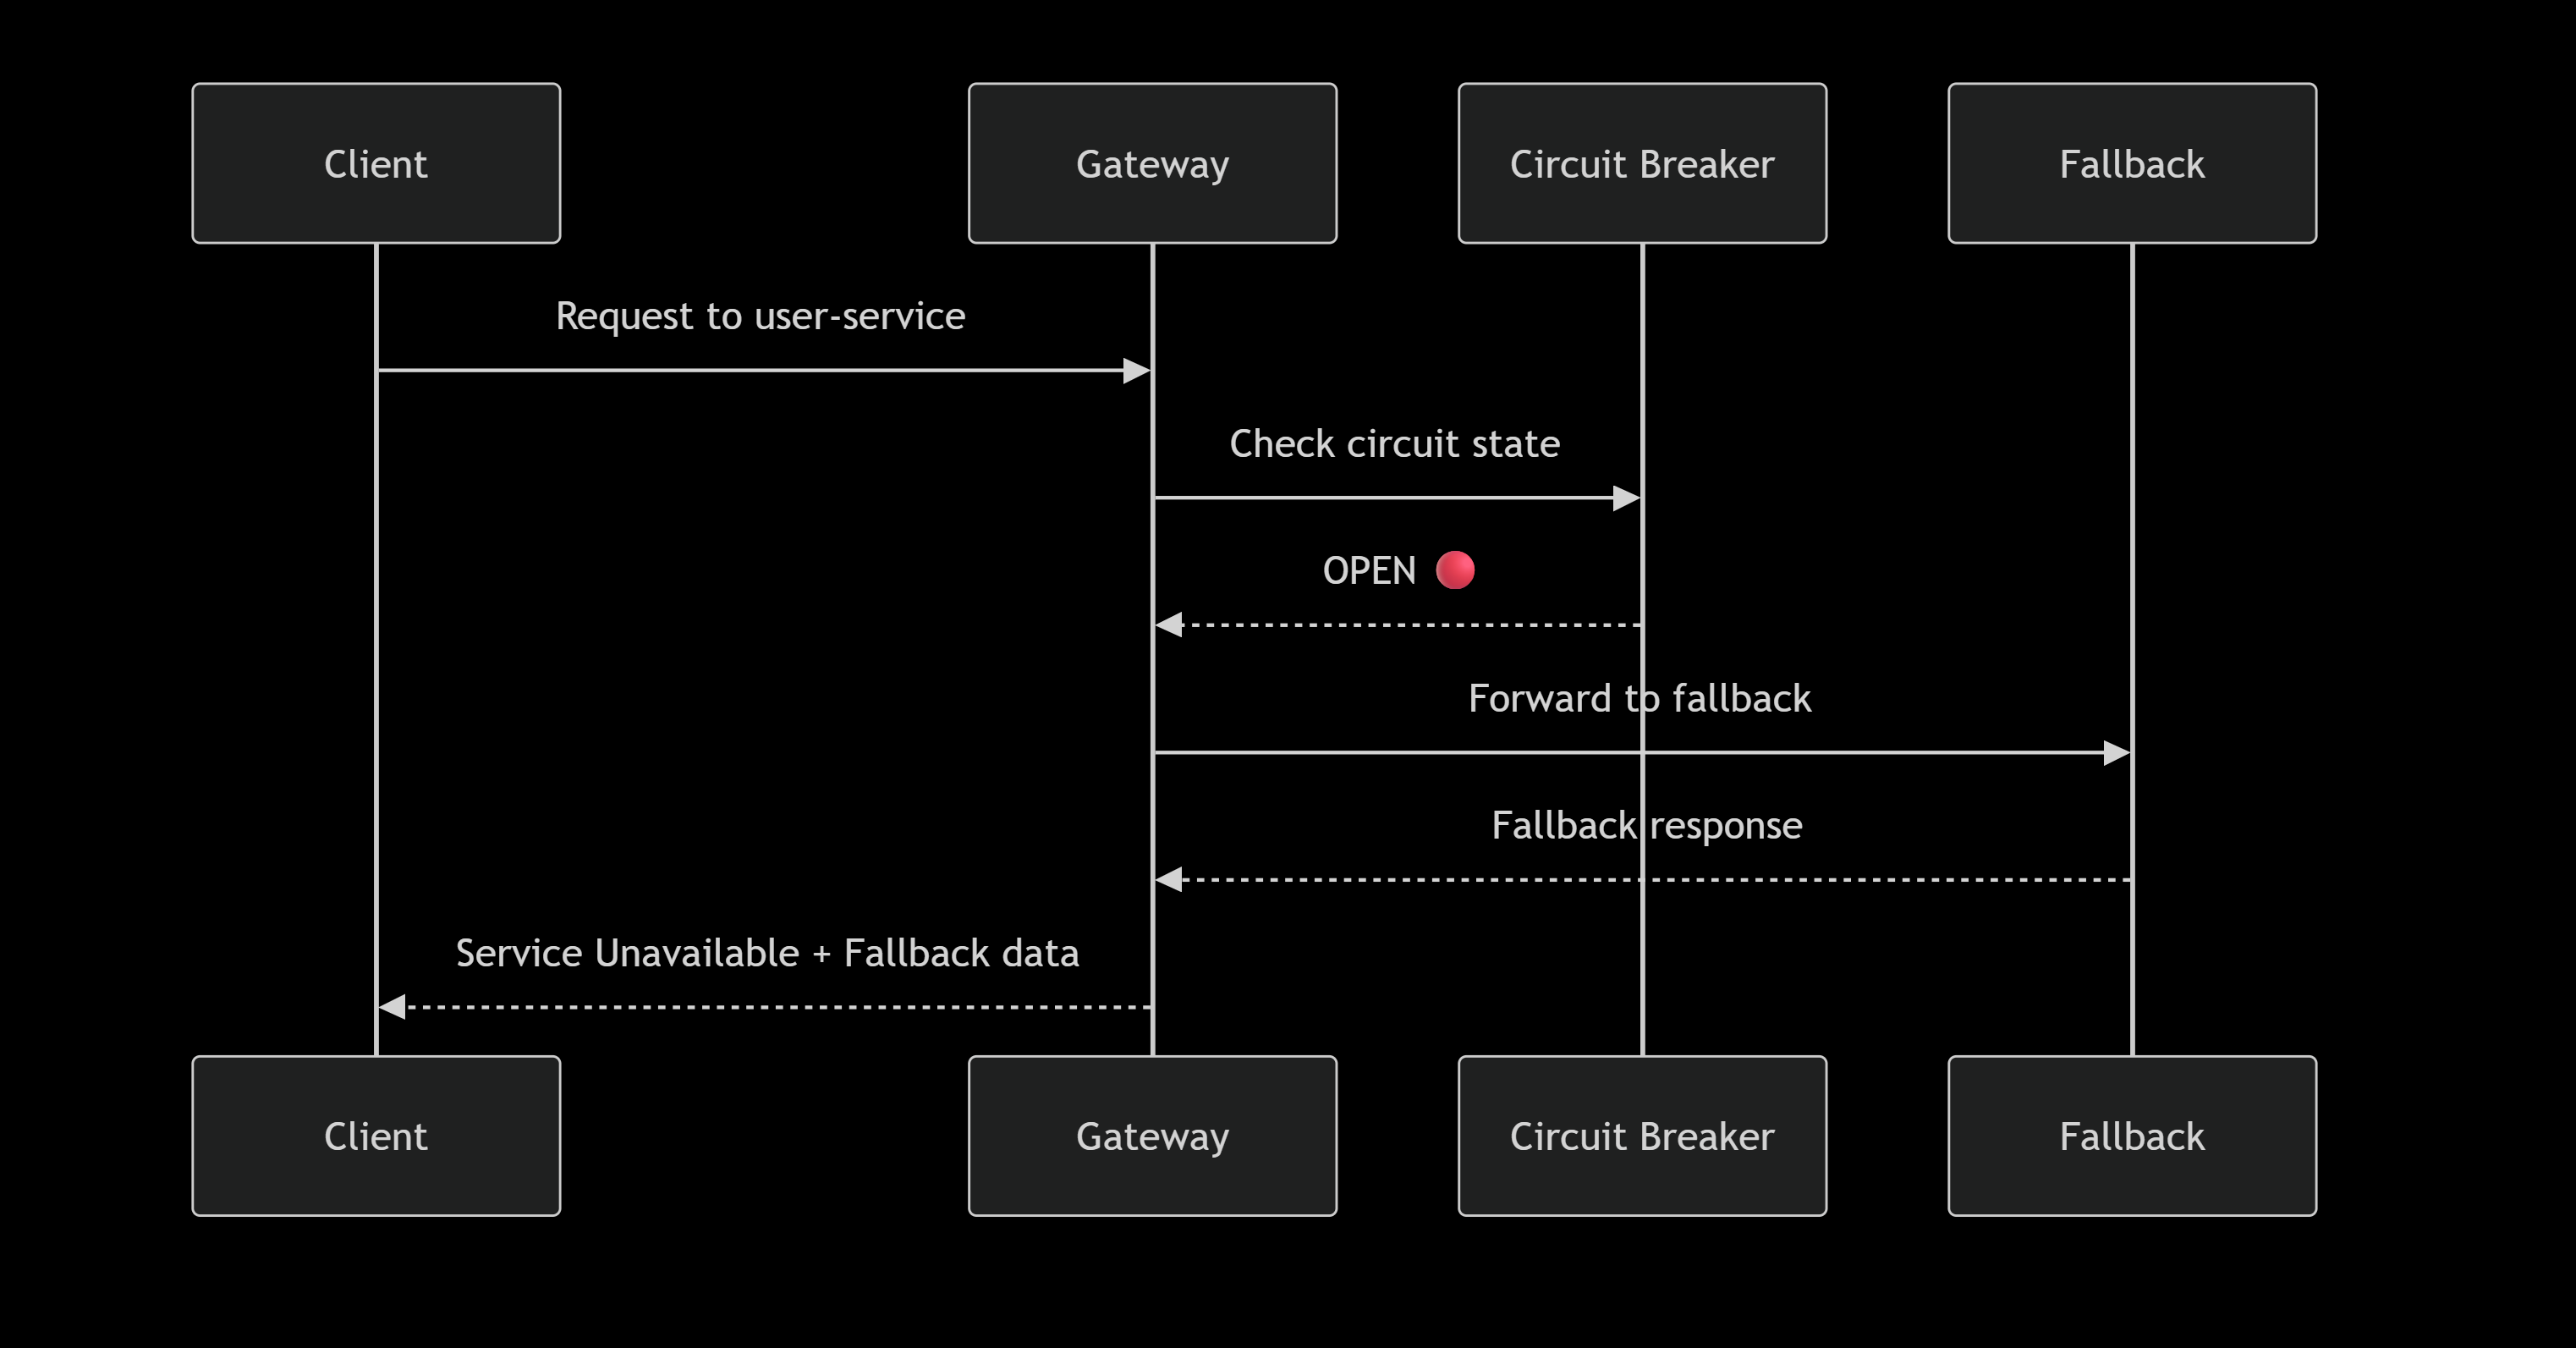 Client
Gateway
Circuit Breaker
Fallback
Request to user-service
Check circuit state
OPEN 🔴
Forward to fallback
Fallback response
Service Unavailable + Fallback data
Client
Gateway
Circuit Breaker
Fallback